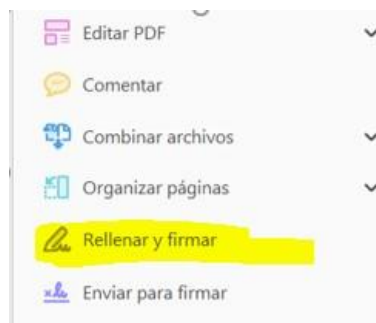 Editar PDF
Comentar
Combinar archivos
Organizar páginas
Rellenar y firmar
Enviar para firmar